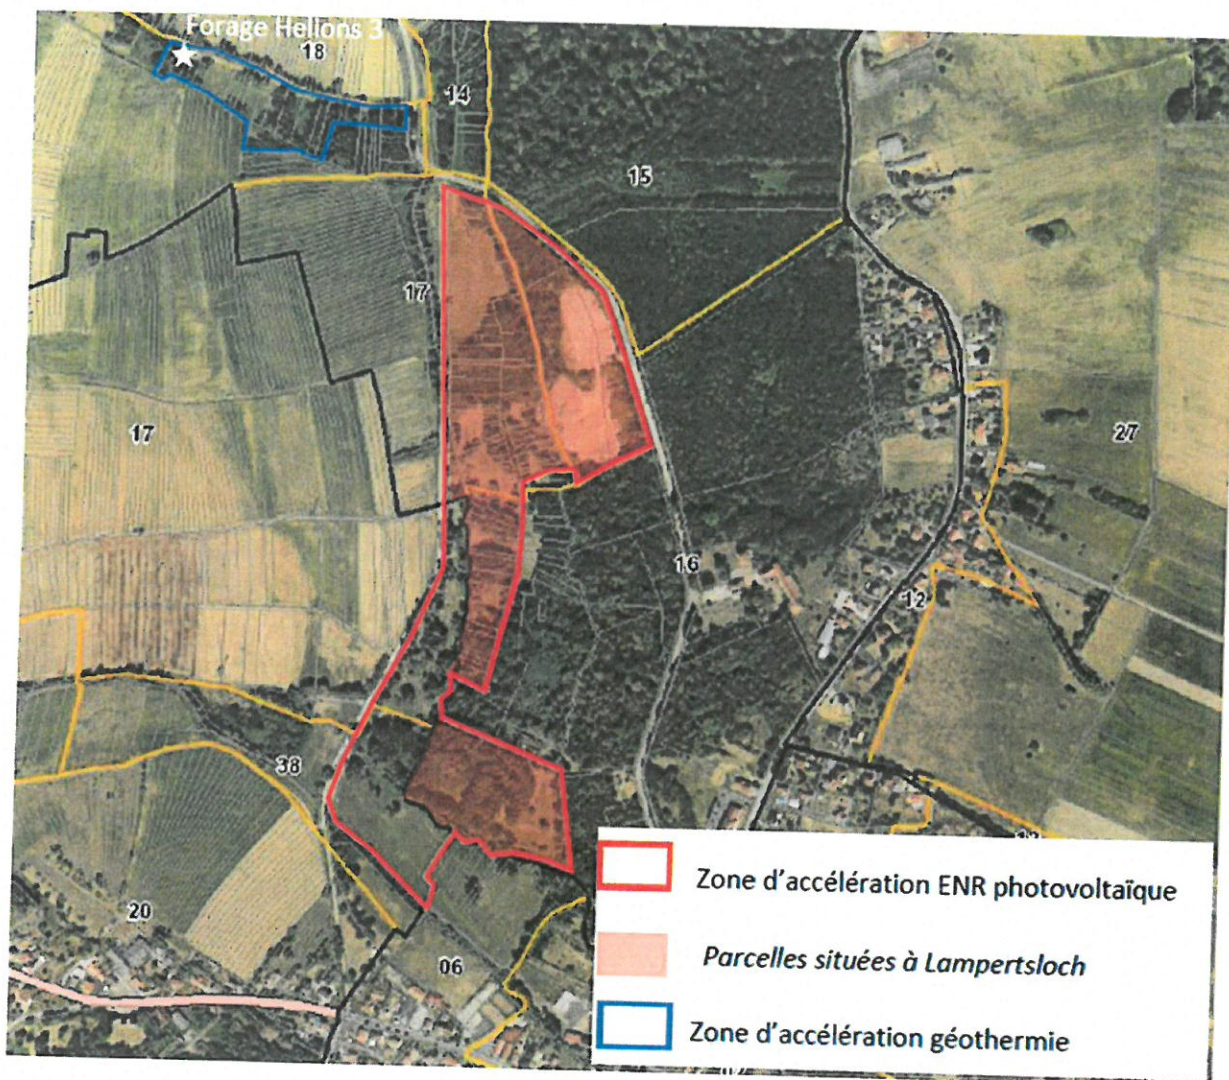 Forage Helions 3
18
14
15
17
17
27
16
12
38
20
06
Zone d'accélération ENR photovoltaïque
Parcelles situées à Lampertsloch
Zone d'accélération géothermie